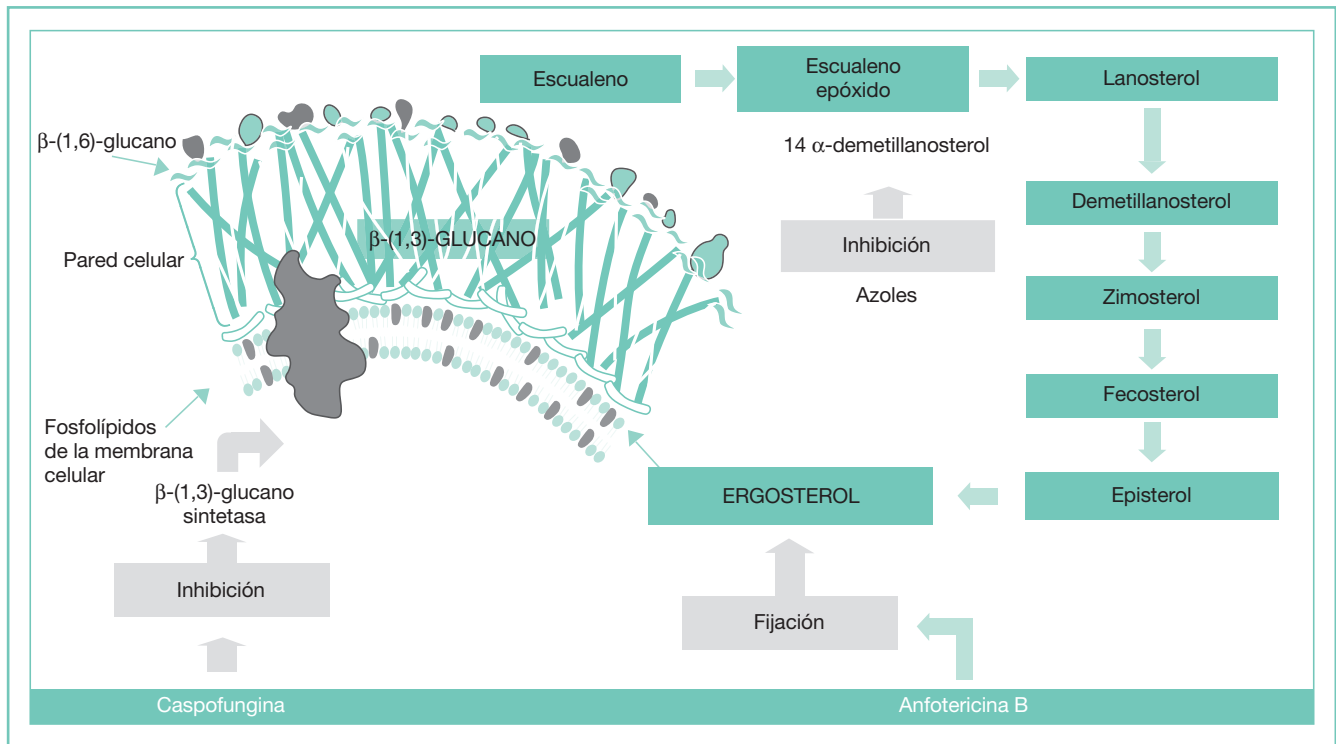 Escualeno
Escualeno
epóxido
Lanosterol
β-(1,6)-glucano
14 α-demetillanosterol
Demetillanosterol
β-(1,3)-GLUCANO
Inhibición
Pared celular
Azoles
Zimosterol
Fecosterol
Fosfolípidos
de la membrana
celular
β-(1,3)-glucano
sintetasa
ERGOSTEROL
Episterol
Inhibición
Fijación
Caspofungina
Anfotericina B